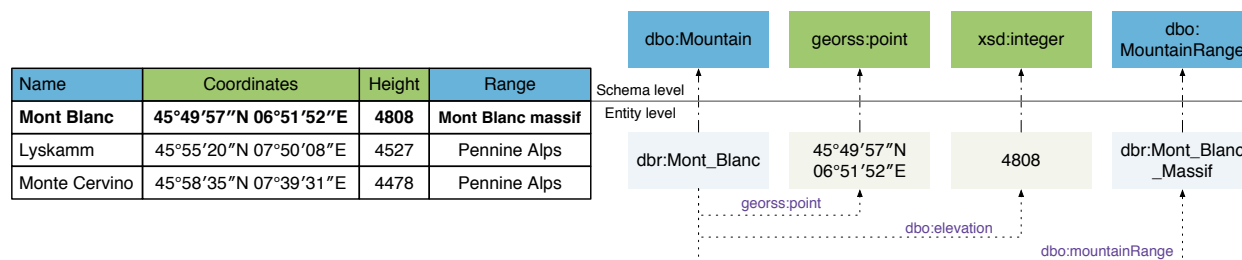 Name Coordinates Height Range
Mont Blanc 45°49′57″N 06°51′52″E 4808 Mont Blanc massif
Lyskamm 45°55′20″N 07°50′08″E 4527 Pennine Alps
Monte Cervino 45°58′35″N 07°39′31″E 4478 Pennine Alps
dbo:Mountain georss:point xsd:integer dbo:
MountainRange
Schema level
Entity level
dbr:Mont_Blanc 45°49′57″N 4808 dbr:Mont_Blanc
06°51′52″E _Massif
georss:point
dbo:elevation
dbo:mountainRange